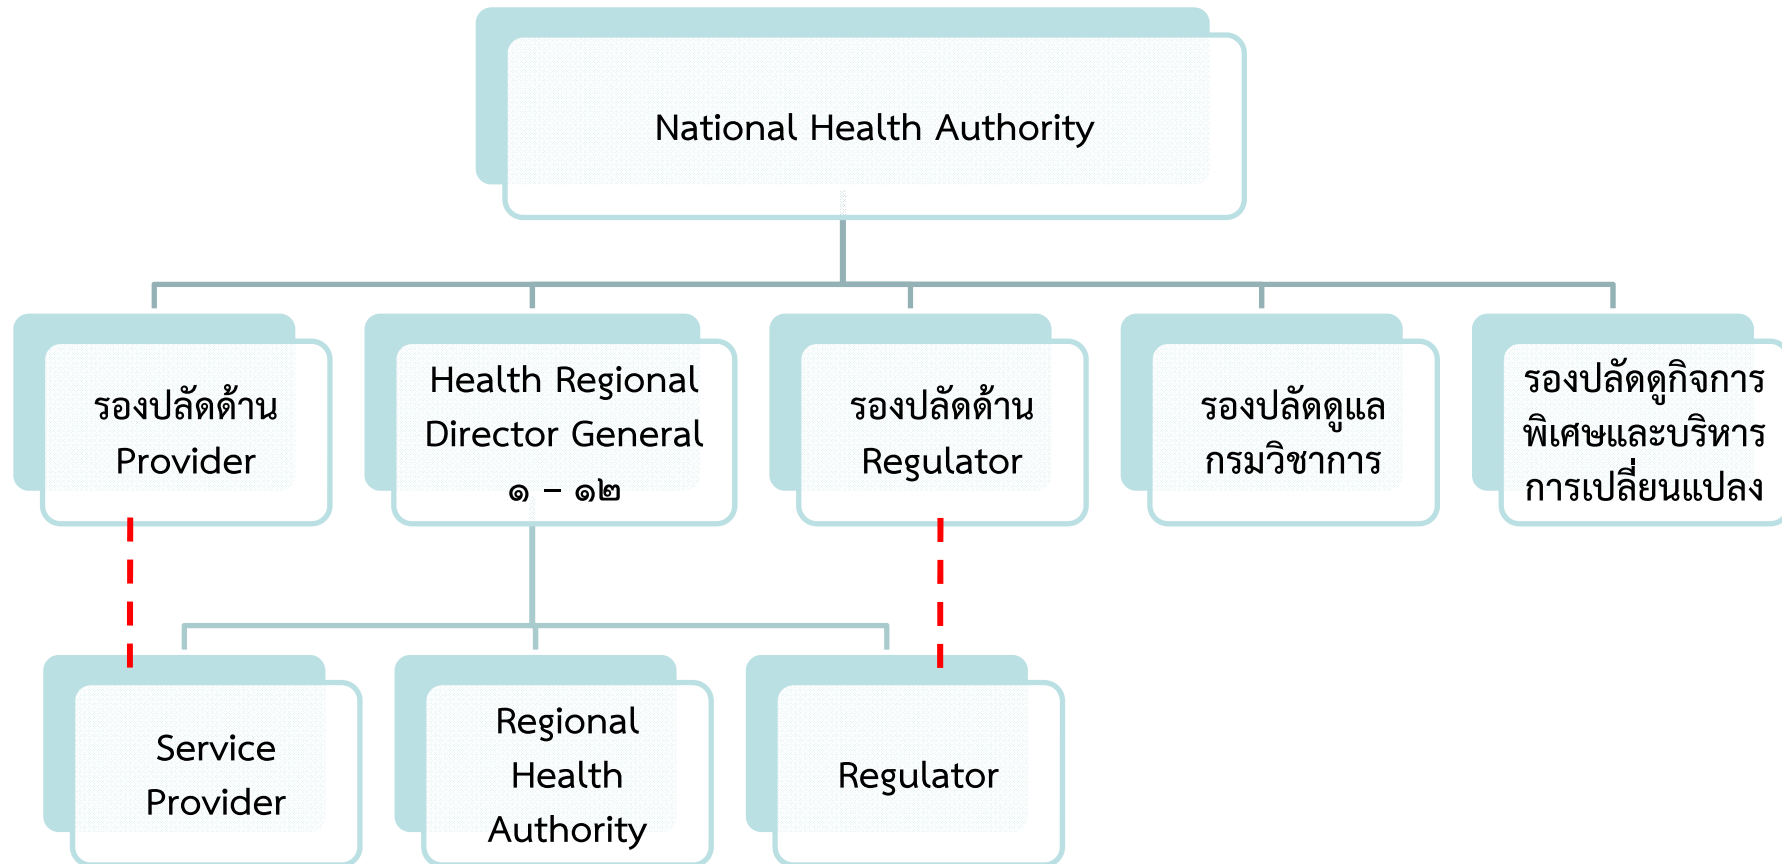 National Health Authority
รองปลัดด้าน
Provider
Health Regional
Director General
๑ – ๑๒
รองปลัดด้าน
Regulator
รองปลัดดูแล
กรมวิชาการ
รองปลัดดูกิจการ
พิเศษและบริหาร
การเปลี่ยนแปลง
Service
Provider
Regional
Health
Authority
Regulator